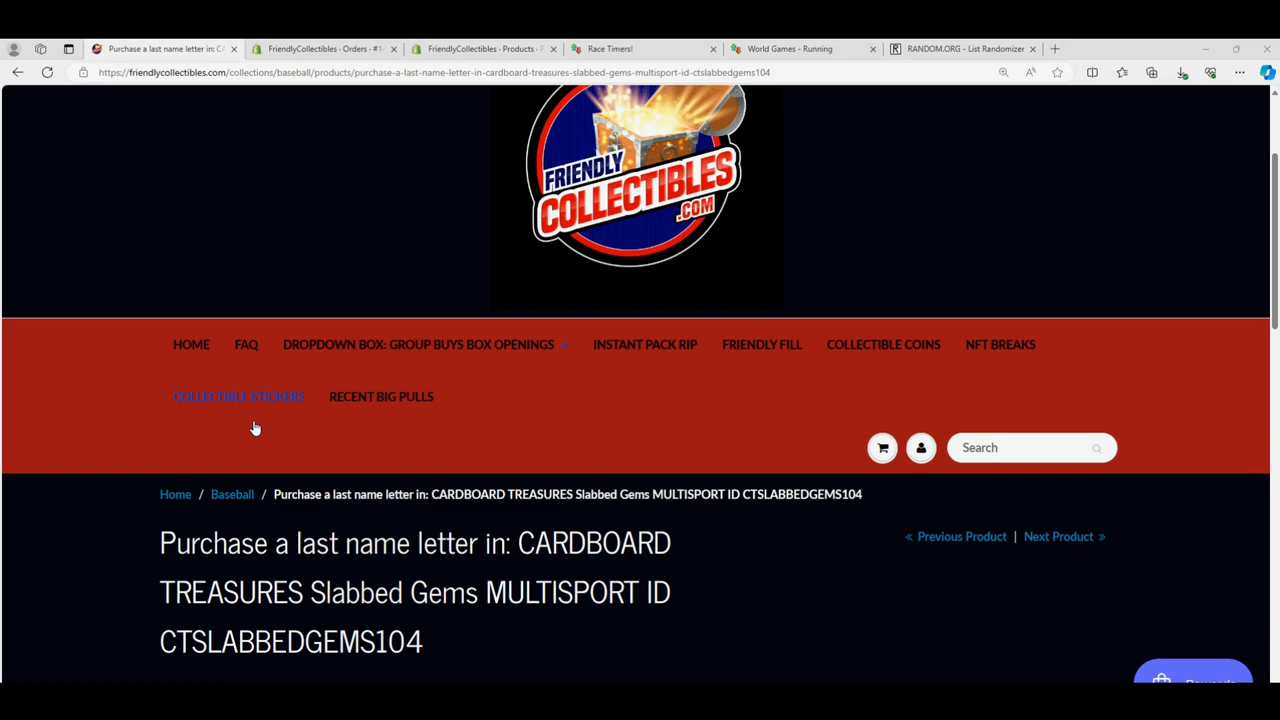 Purchase a last name letter in: CA
FriendlyCollectibles · Orders · #1·
FriendlyCollectibles · Products · P
Race Timers!
World Games - Running
RANDOM.ORG - List Randomizer
https://friendlycollectibles.com/collections/baseball/products/purchase-a-last-name-letter-in-cardboard-treasures-slabbed-gems-multisport-id-ctslabbedgems104
FRIENDLY
COLLECTIBLES
.COM
HOME FAQ DROPDOWN BOX: GROUP BUYS BOX OPENINGS INSTANT PACK RIP FRIENDLY FILL COLLECTIBLE COINS NFT BREAKS
COLLECTIBLE STICKERS RECENT BIG PULLS
Search
Home / Baseball / Purchase a last name letter in: CARDBOARD TREASURES Slabbed Gems MULTISPORT ID CTSLABBEDGEMS104
« Previous Product | Next Product »
Purchase a last name letter in: CARDBOARD
TREASURES Slabbed Gems MULTISPORT ID
CTSLABBEDGEMS104